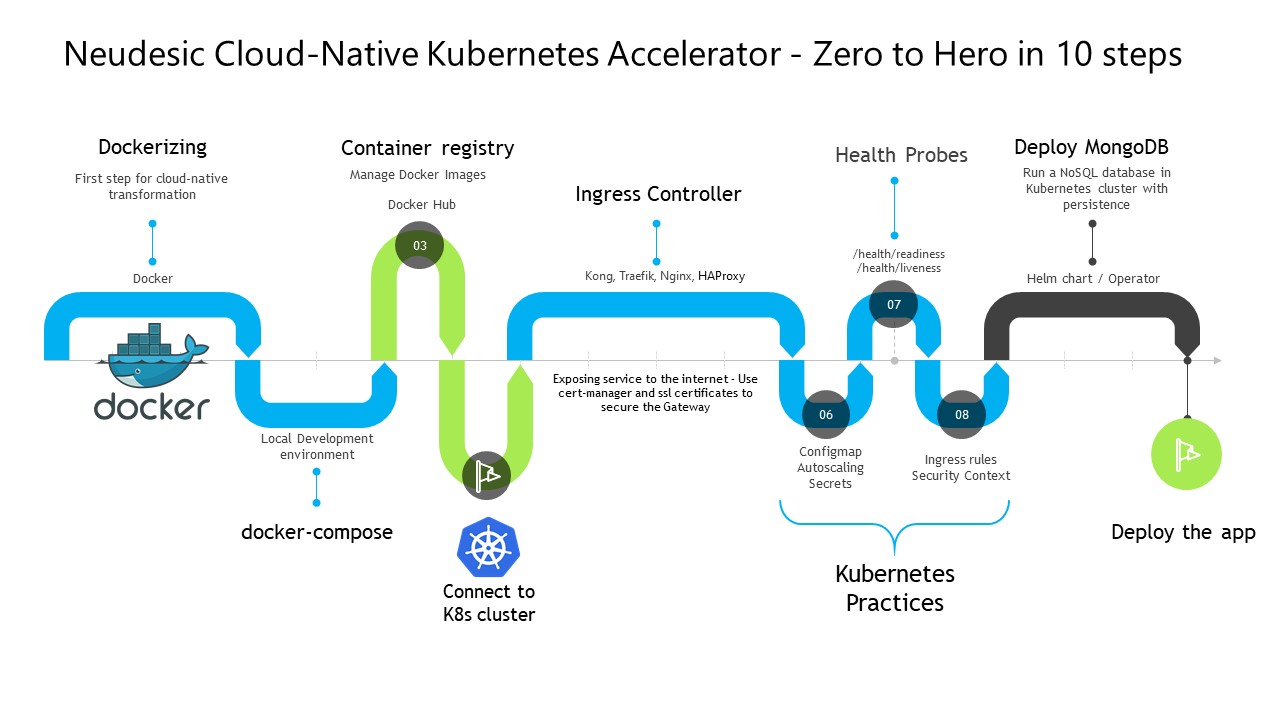 Neudesic Cloud-Native Kubernetes Accelerator - Zero to Hero in 10 steps
Dockerizing
First step for cloud-native
transformation
Docker
docker
Local Development
environment
docker-compose
Container registry
Manage Docker Images
Docker Hub
03
Connect to
K8s cluster
Ingress Controller
Kong, Traefik, Nginx, HAProxy
Exposing service to the internet - Use
cert-manager and ssl certificates to
secure the Gateway
06
Configmap
Autoscaling
Secrets
Health Probes
/health/readiness
/health/liveness
07
08
Ingress rules
Security Context
Kubernetes
Practices
Deploy MongoDB
Run a NoSQL database in
Kubernetes cluster with
persistence
Helm chart / Operator
Deploy the app